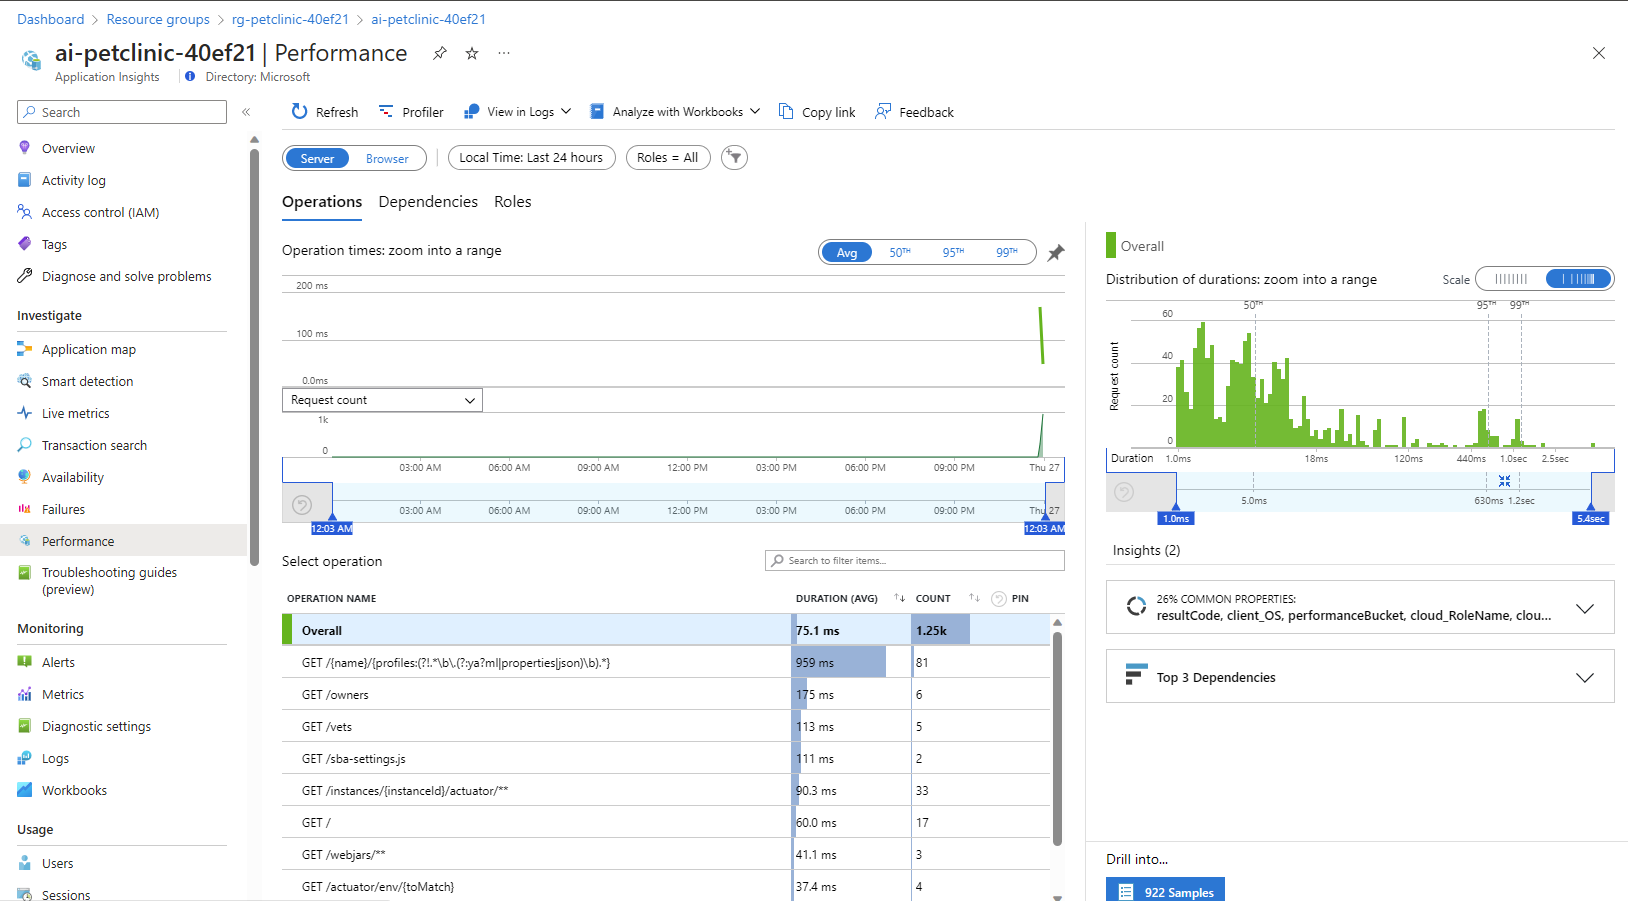 Dashboard > Resource groups > rg-petclinic-40ef21 > ai-petclinic-40ef21
ai-petclinic-40ef21 | Performance
Application Insights
Directory: Microsoft
Search
Overview
Activity log
Access control (IAM)
Tags
Diagnose and solve problems
Investigate
Application map
Smart detection
Live metrics
Transaction search
Availability
Failures
Performance
Troubleshooting guides
(preview)
Monitoring
Alerts
Metrics
Diagnostic settings
Logs
Workbooks
Usage
Users
Sessions
Refresh Profiler View in Logs Analyze with Workbooks Copy link Feedback
Server Browser Local Time: Last 24 hours Roles = All
Operations Dependencies Roles
Operation times: zoom into a range
Avg 50TH 95TH 99TH
200 ms
100 ms
0.0ms
Request count
1k
0
03:00 AM 06:00 AM 09:00 AM 12:00 PM 03:00 PM 06:00 PM 09:00 PM Thu 27
03:00 AM 06:00 AM 09:00 AM 12:00 PM 03:00 PM 06:00 PM 09:00 PM Thu 27
12:03 AM 12:03 AM
Select operation
Search to filter items...
OPERATION NAME DURATION (AVG) COUNT PIN
Overall 75.1 ms 1.25k
GET /{name}/{profiles:(?!.*\b\.(?:ya?ml|properties|json)\b).*} 959 ms 81
GET /owners 175 ms 6
GET /vets 113 ms 5
GET /sba-settings.js 111 ms 2
GET /instances/{instanceId}/actuator/** 90.3 ms 33
GET / 60.0 ms 17
GET /webjars/** 41.1 ms 3
GET /actuator/env/{toMatch} 37.4 ms 4
Overall
Distribution of durations: zoom into a range
Scale
50TH 95TH 99TH
60
40
20
0
Request count
Duration 1.0ms 18ms 120ms 440ms 1.0sec 2.5sec
5.0ms 630ms 1.2sec
1.0ms 5.4sec
Insights (2)
26% COMMON PROPERTIES:
resultCode, client_OS, performanceBucket, cloud_RoleName, clou...
Top 3 Dependencies
Drill into...
922 Samples